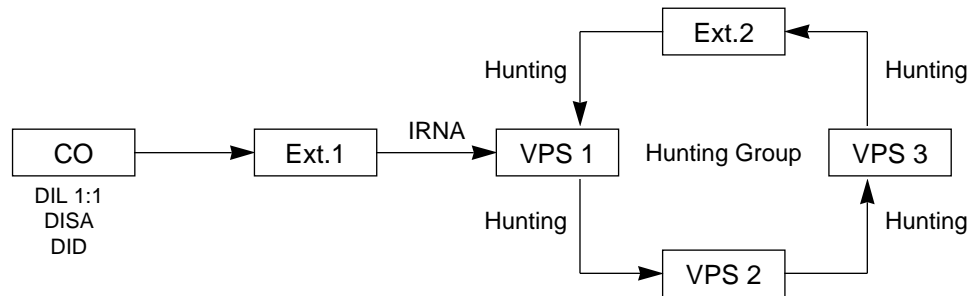 Ext.2
Hunting
Hunting
IRNA
CO
Ext.1
VPS 1
Hunting Group
VPS 3
DIL 1:1
DISA
DID
Hunting
Hunting
VPS 2